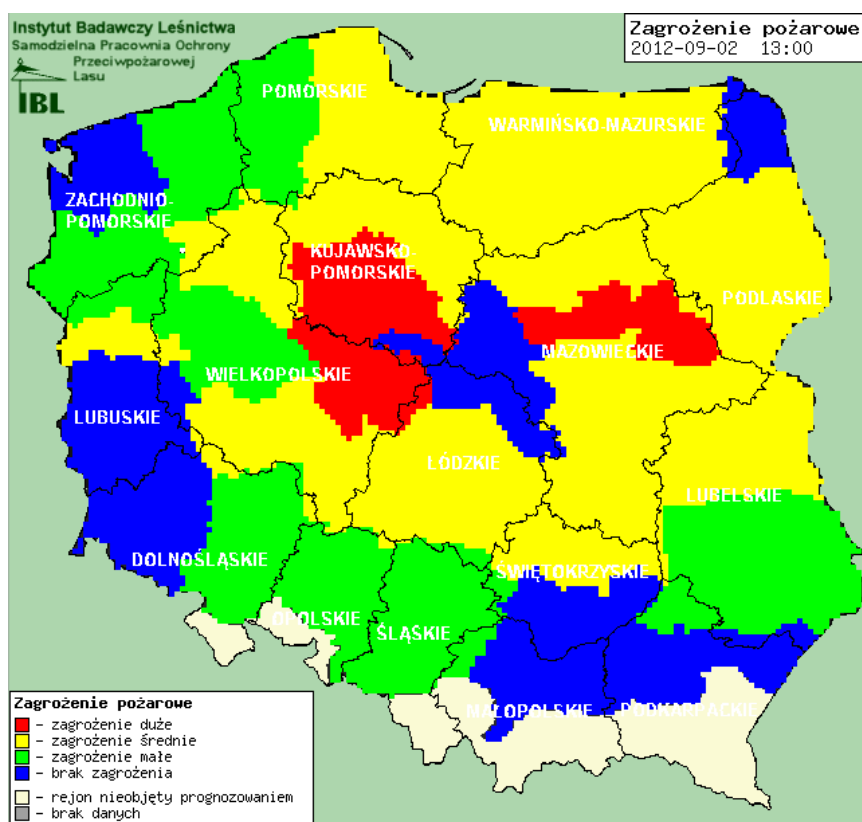 Instytut Badawczy Leśnictwa
Samodzielna Pracownia Ochrony
Przeciwpożarowej
Lasu
IBL
Zagrożenie pożarowe
2012-09-02 13:00
POMORSKIE
WARMIŃSKO-MAZURSKIE
ZACHODNIO-
POMORSKIE
KUJAWSKO-
POMORSKIE
PODLASKIE
MAZOWIECKIE
WIELKOPOLSKIE
LUBUSKIE
ŁÓDZKIE
LUBELSKIE
DOLNOŚLĄSKIE
ŚWIĘTOKRZYSKIE
OPOLSKIE
ŚLĄSKIE
MAŁOPOLSKIE
PODKARPACKIE
Zagrożenie pożarowe
- zagrożenie duże
- zagrożenie średnie
- zagrożenie małe
- brak zagrożenia
- rejon nieobjęty prognozowaniem
- brak danych